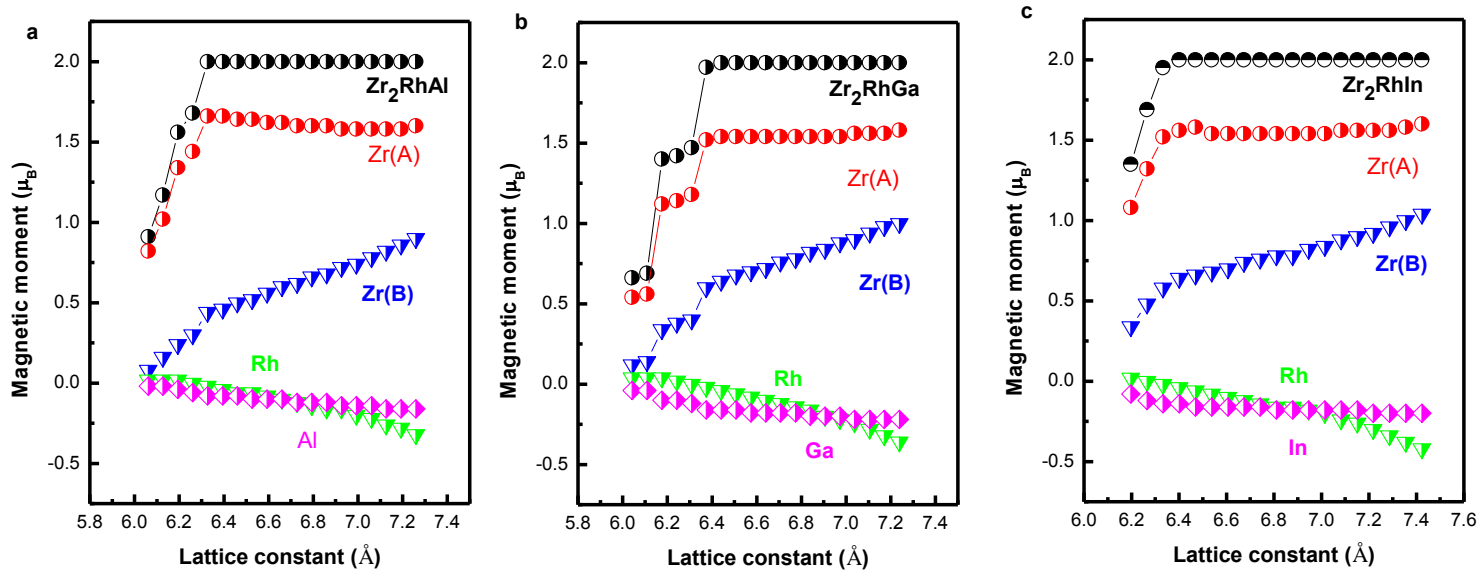 a
Magnetic moment (μB)
2.0
1.5
1.0
0.5
0.0
-0.5
Zr2RhAl
Zr(A)
Zr(B)
Rh
Al
5.8 6.0 6.2 6.4 6.6 6.8 7.0 7.2 7.4
Lattice constant (Å)
b
Magnetic moment (μB)
2.0
1.5
1.0
0.5
0.0
-0.5
Zr2RhGa
Zr(A)
Zr(B)
Rh
Ga
5.8 6.0 6.2 6.4 6.6 6.8 7.0 7.2 7.4
Lattice constant (Å)
c
Magnetic moment (μB)
2.0
1.5
1.0
0.5
0.0
-0.5
Zr2RhIn
Zr(A)
Zr(B)
Rh
In
6.0 6.2 6.4 6.6 6.8 7.0 7.2 7.4 7.6
Lattice constant (Å)